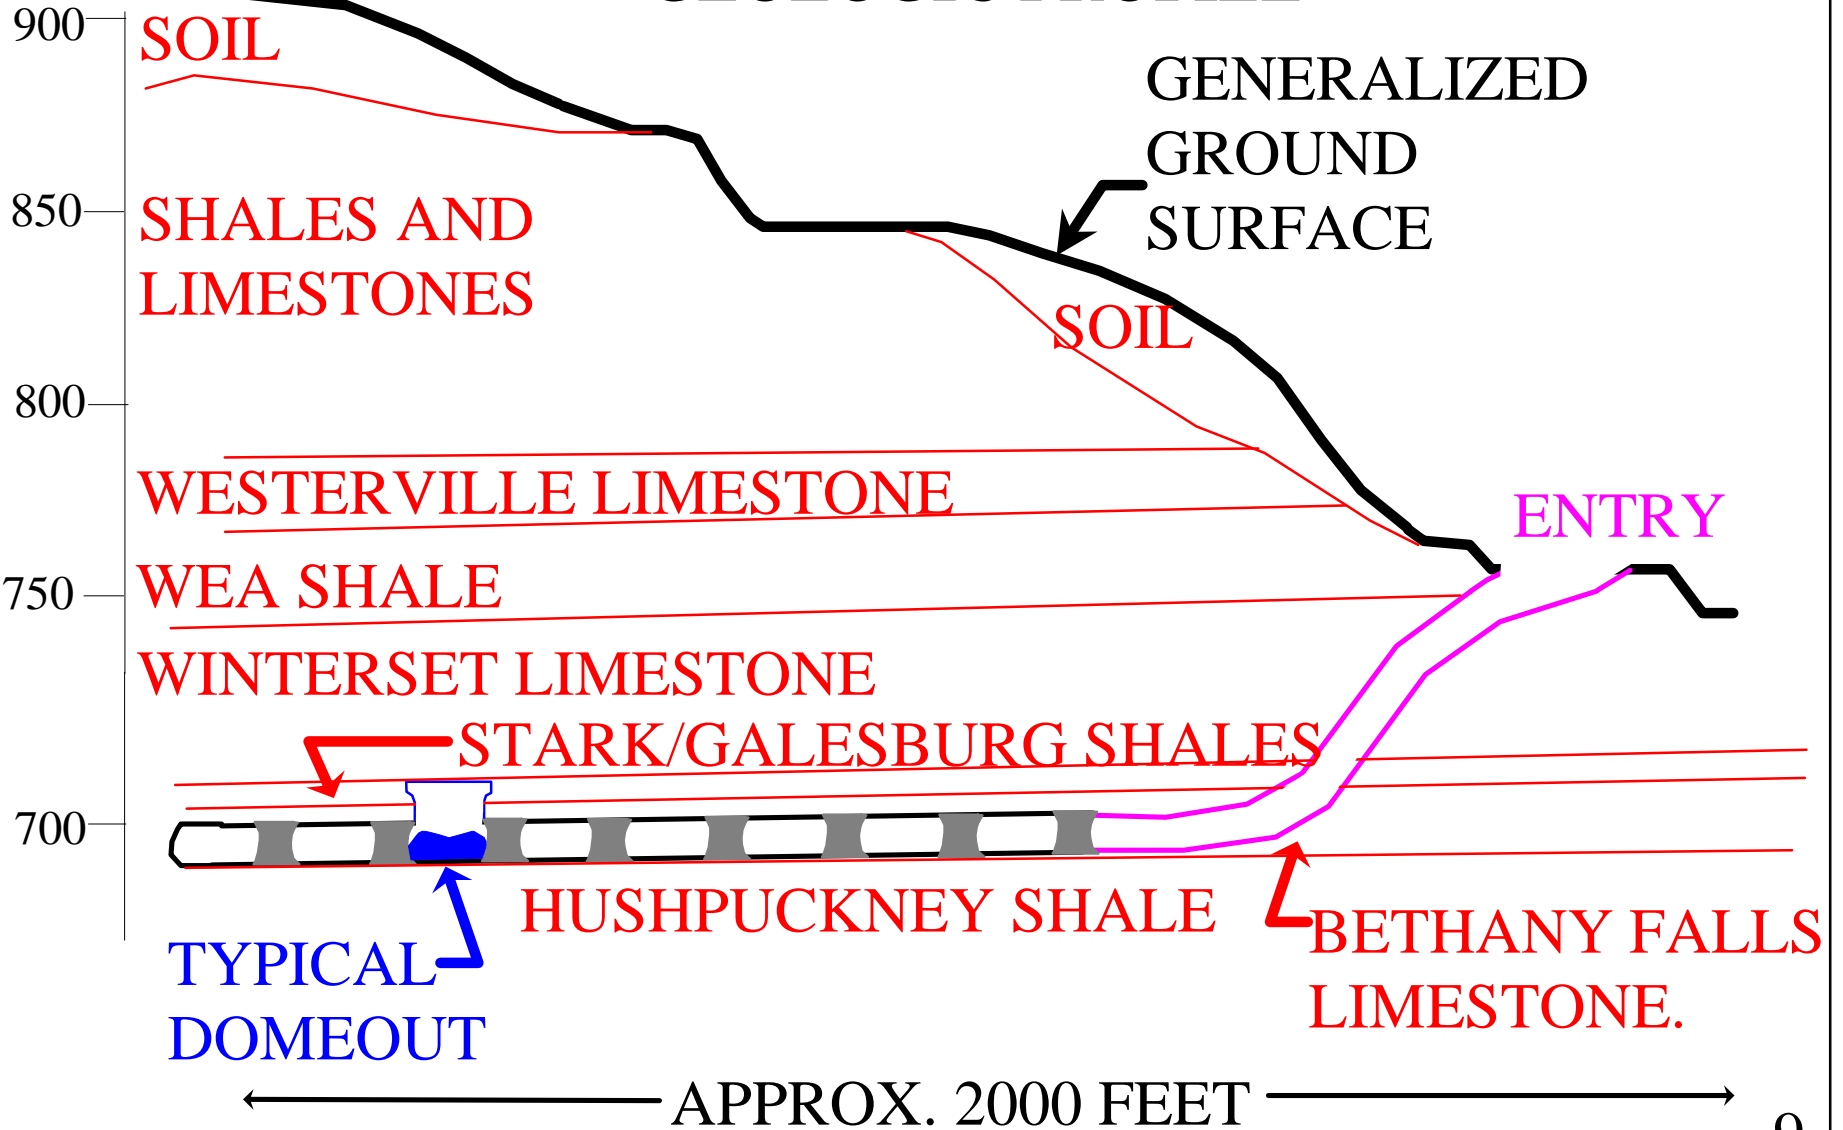 900
SOIL
GENERALIZED
GROUND
SURFACE
850
SHALES AND
LIMESTONES
SOIL
800
WESTERVILLE LIMESTONE
ENTRY
750
WEA SHALE
WINTERSET LIMESTONE
STARK/GALESBURG SHALES
700
HUSHPUCKNEY SHALE
BETHANY FALLS
LIMESTONE.
TYPICAL
DOMEOUT
APPROX. 2000 FEET